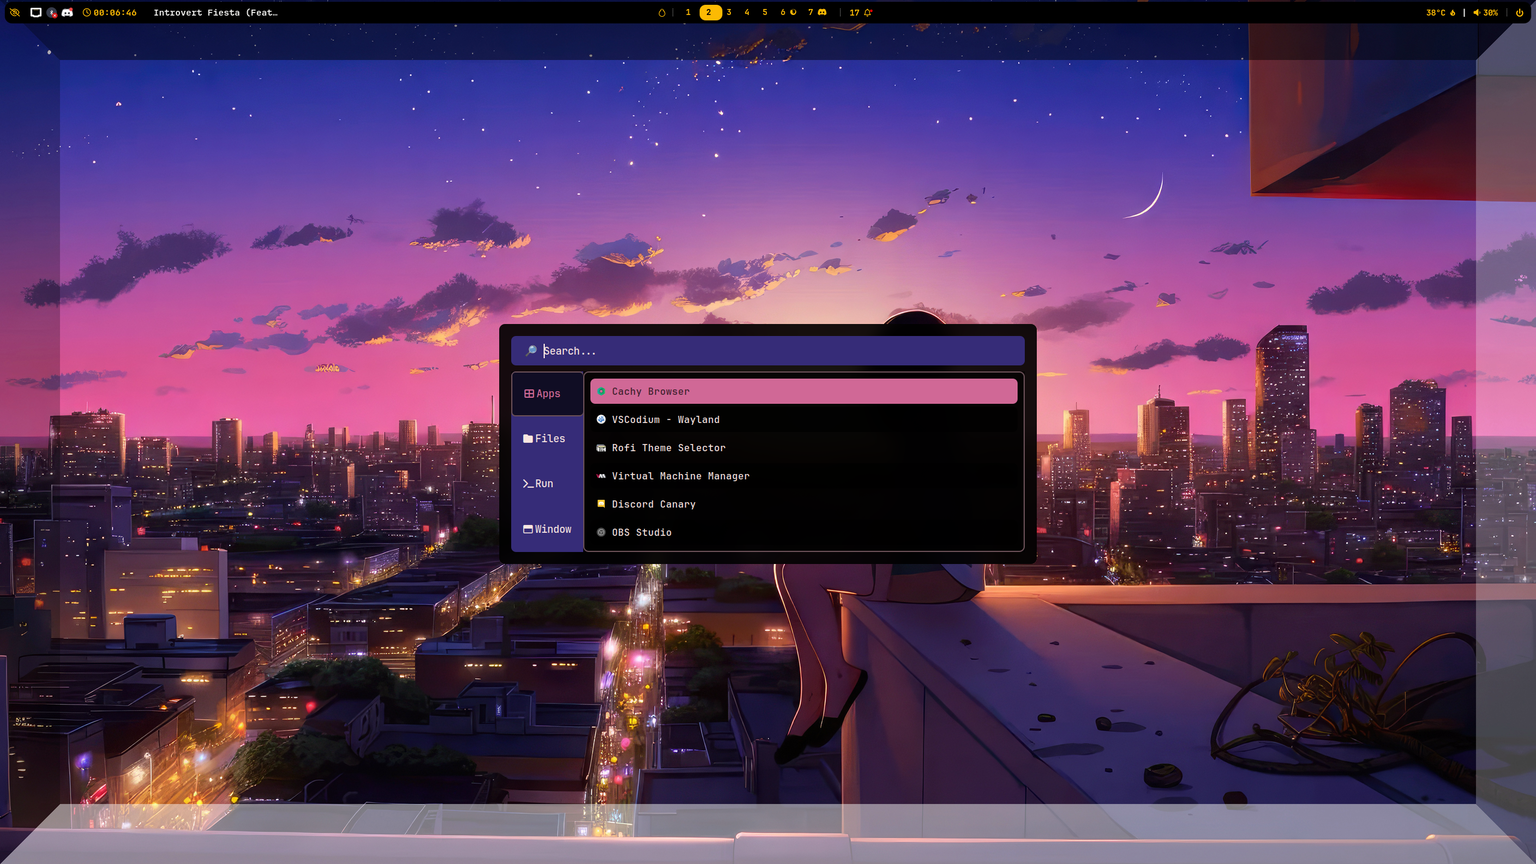 00:06:46 Introvert Fiesta (Feat…
1 2 3 4 5 6 7 17
38°C | 30%
Search...
Apps
Files
Run
Window
Cachy Browser
VSCodium - Wayland
Rofi Theme Selector
Virtual Machine Manager
Discord Canary
OBS Studio